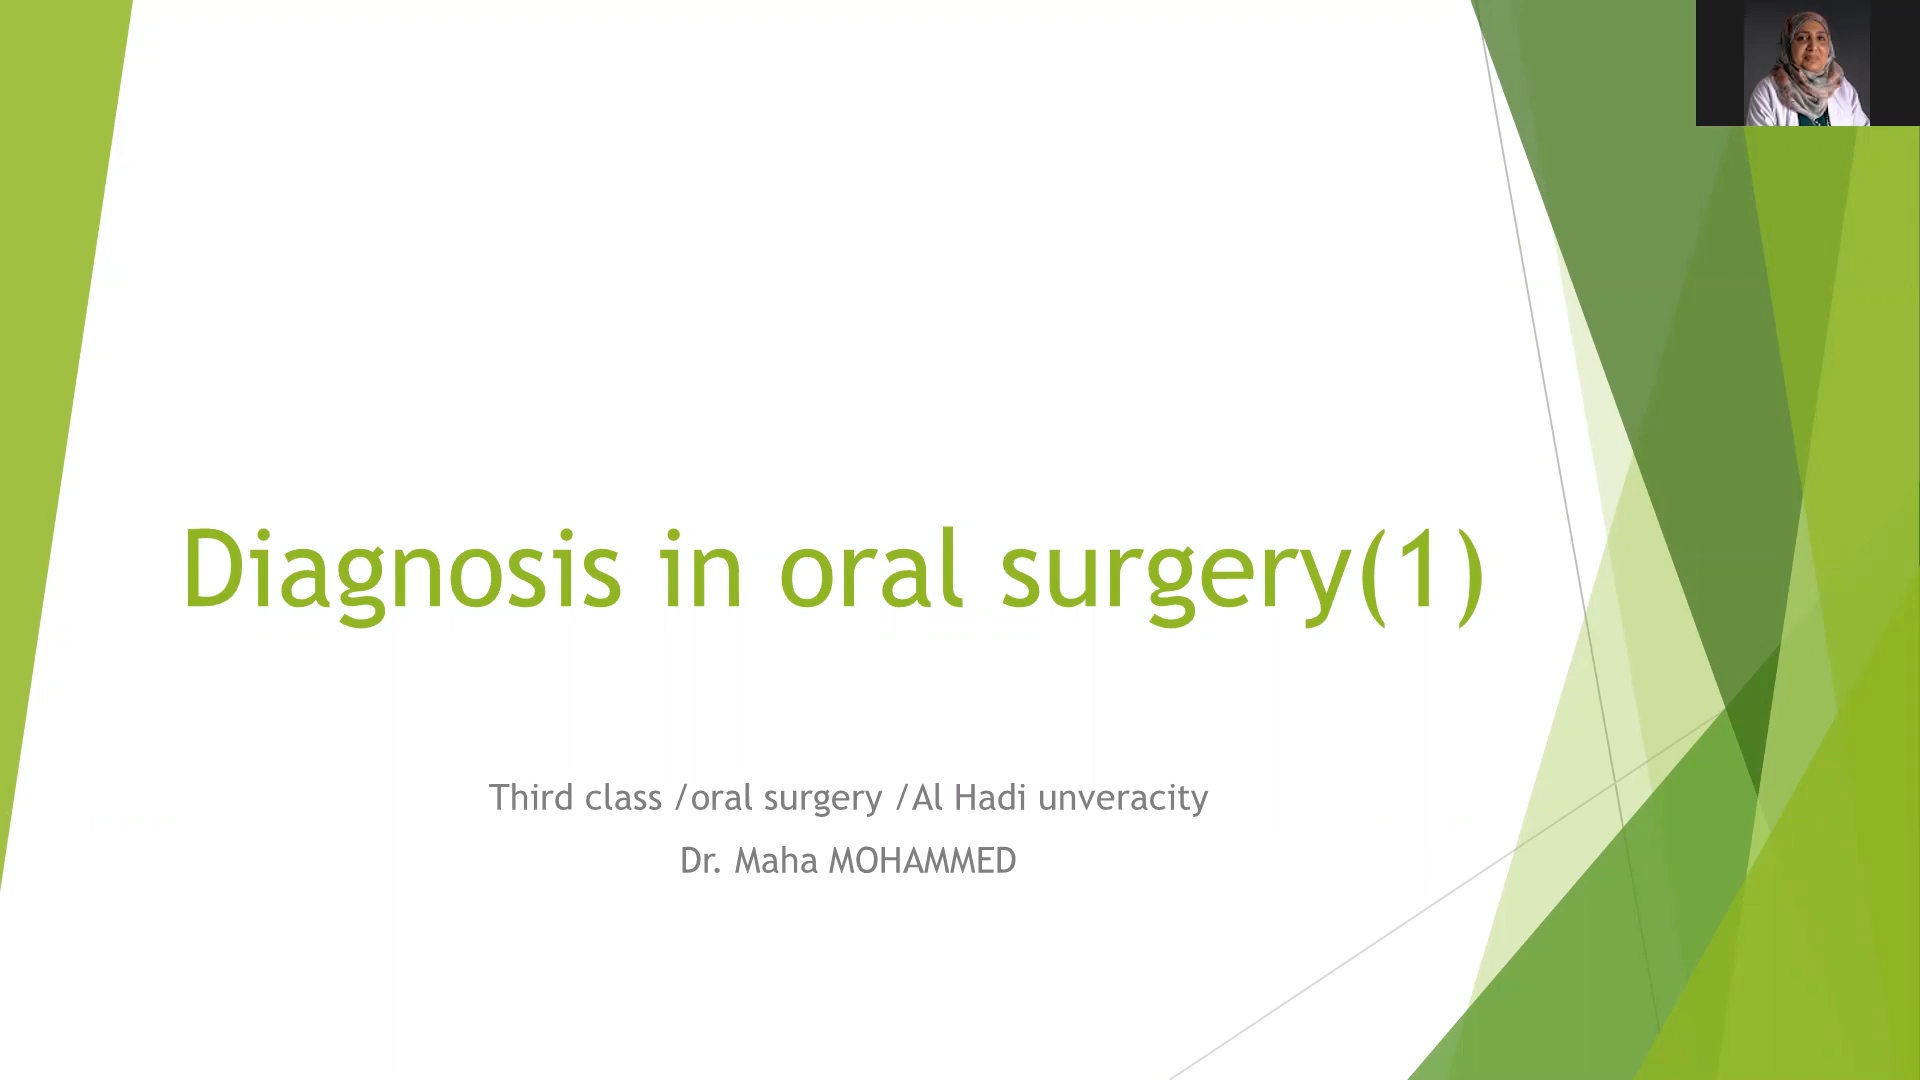 Diagnosis in oral surgery(1)
Third class /oral surgery /Al Hadi unveracity
Dr. Maha MOHAMMED